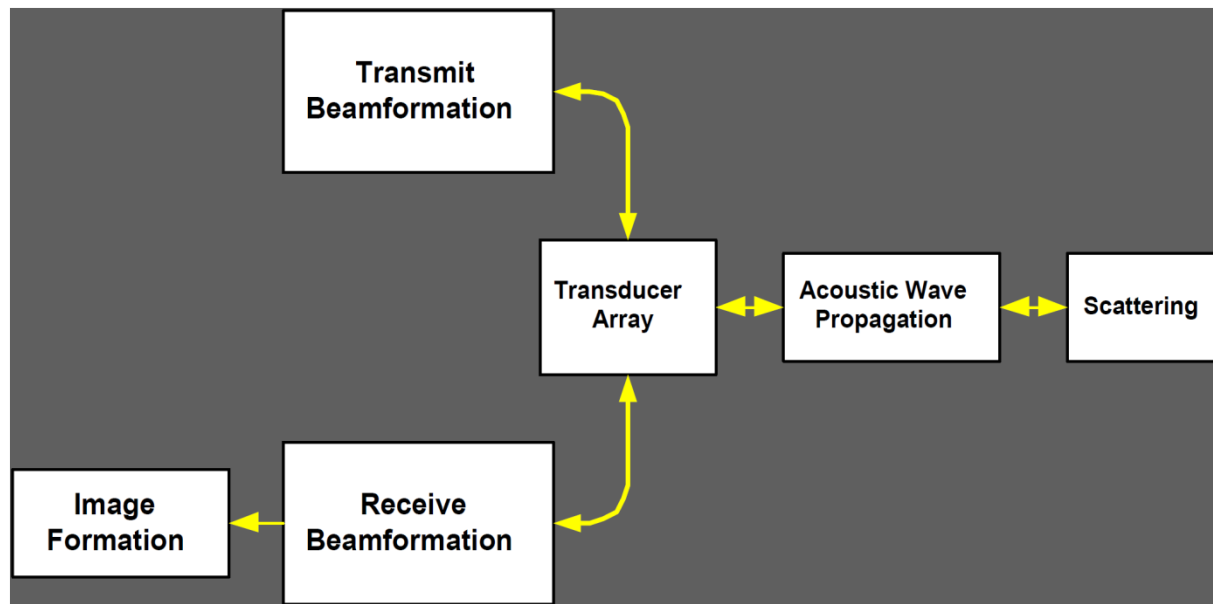 Transmit
Beamformation
Transducer
Array
Acoustic Wave
Propagation
Scattering
Image
Formation
Receive
Beamformation